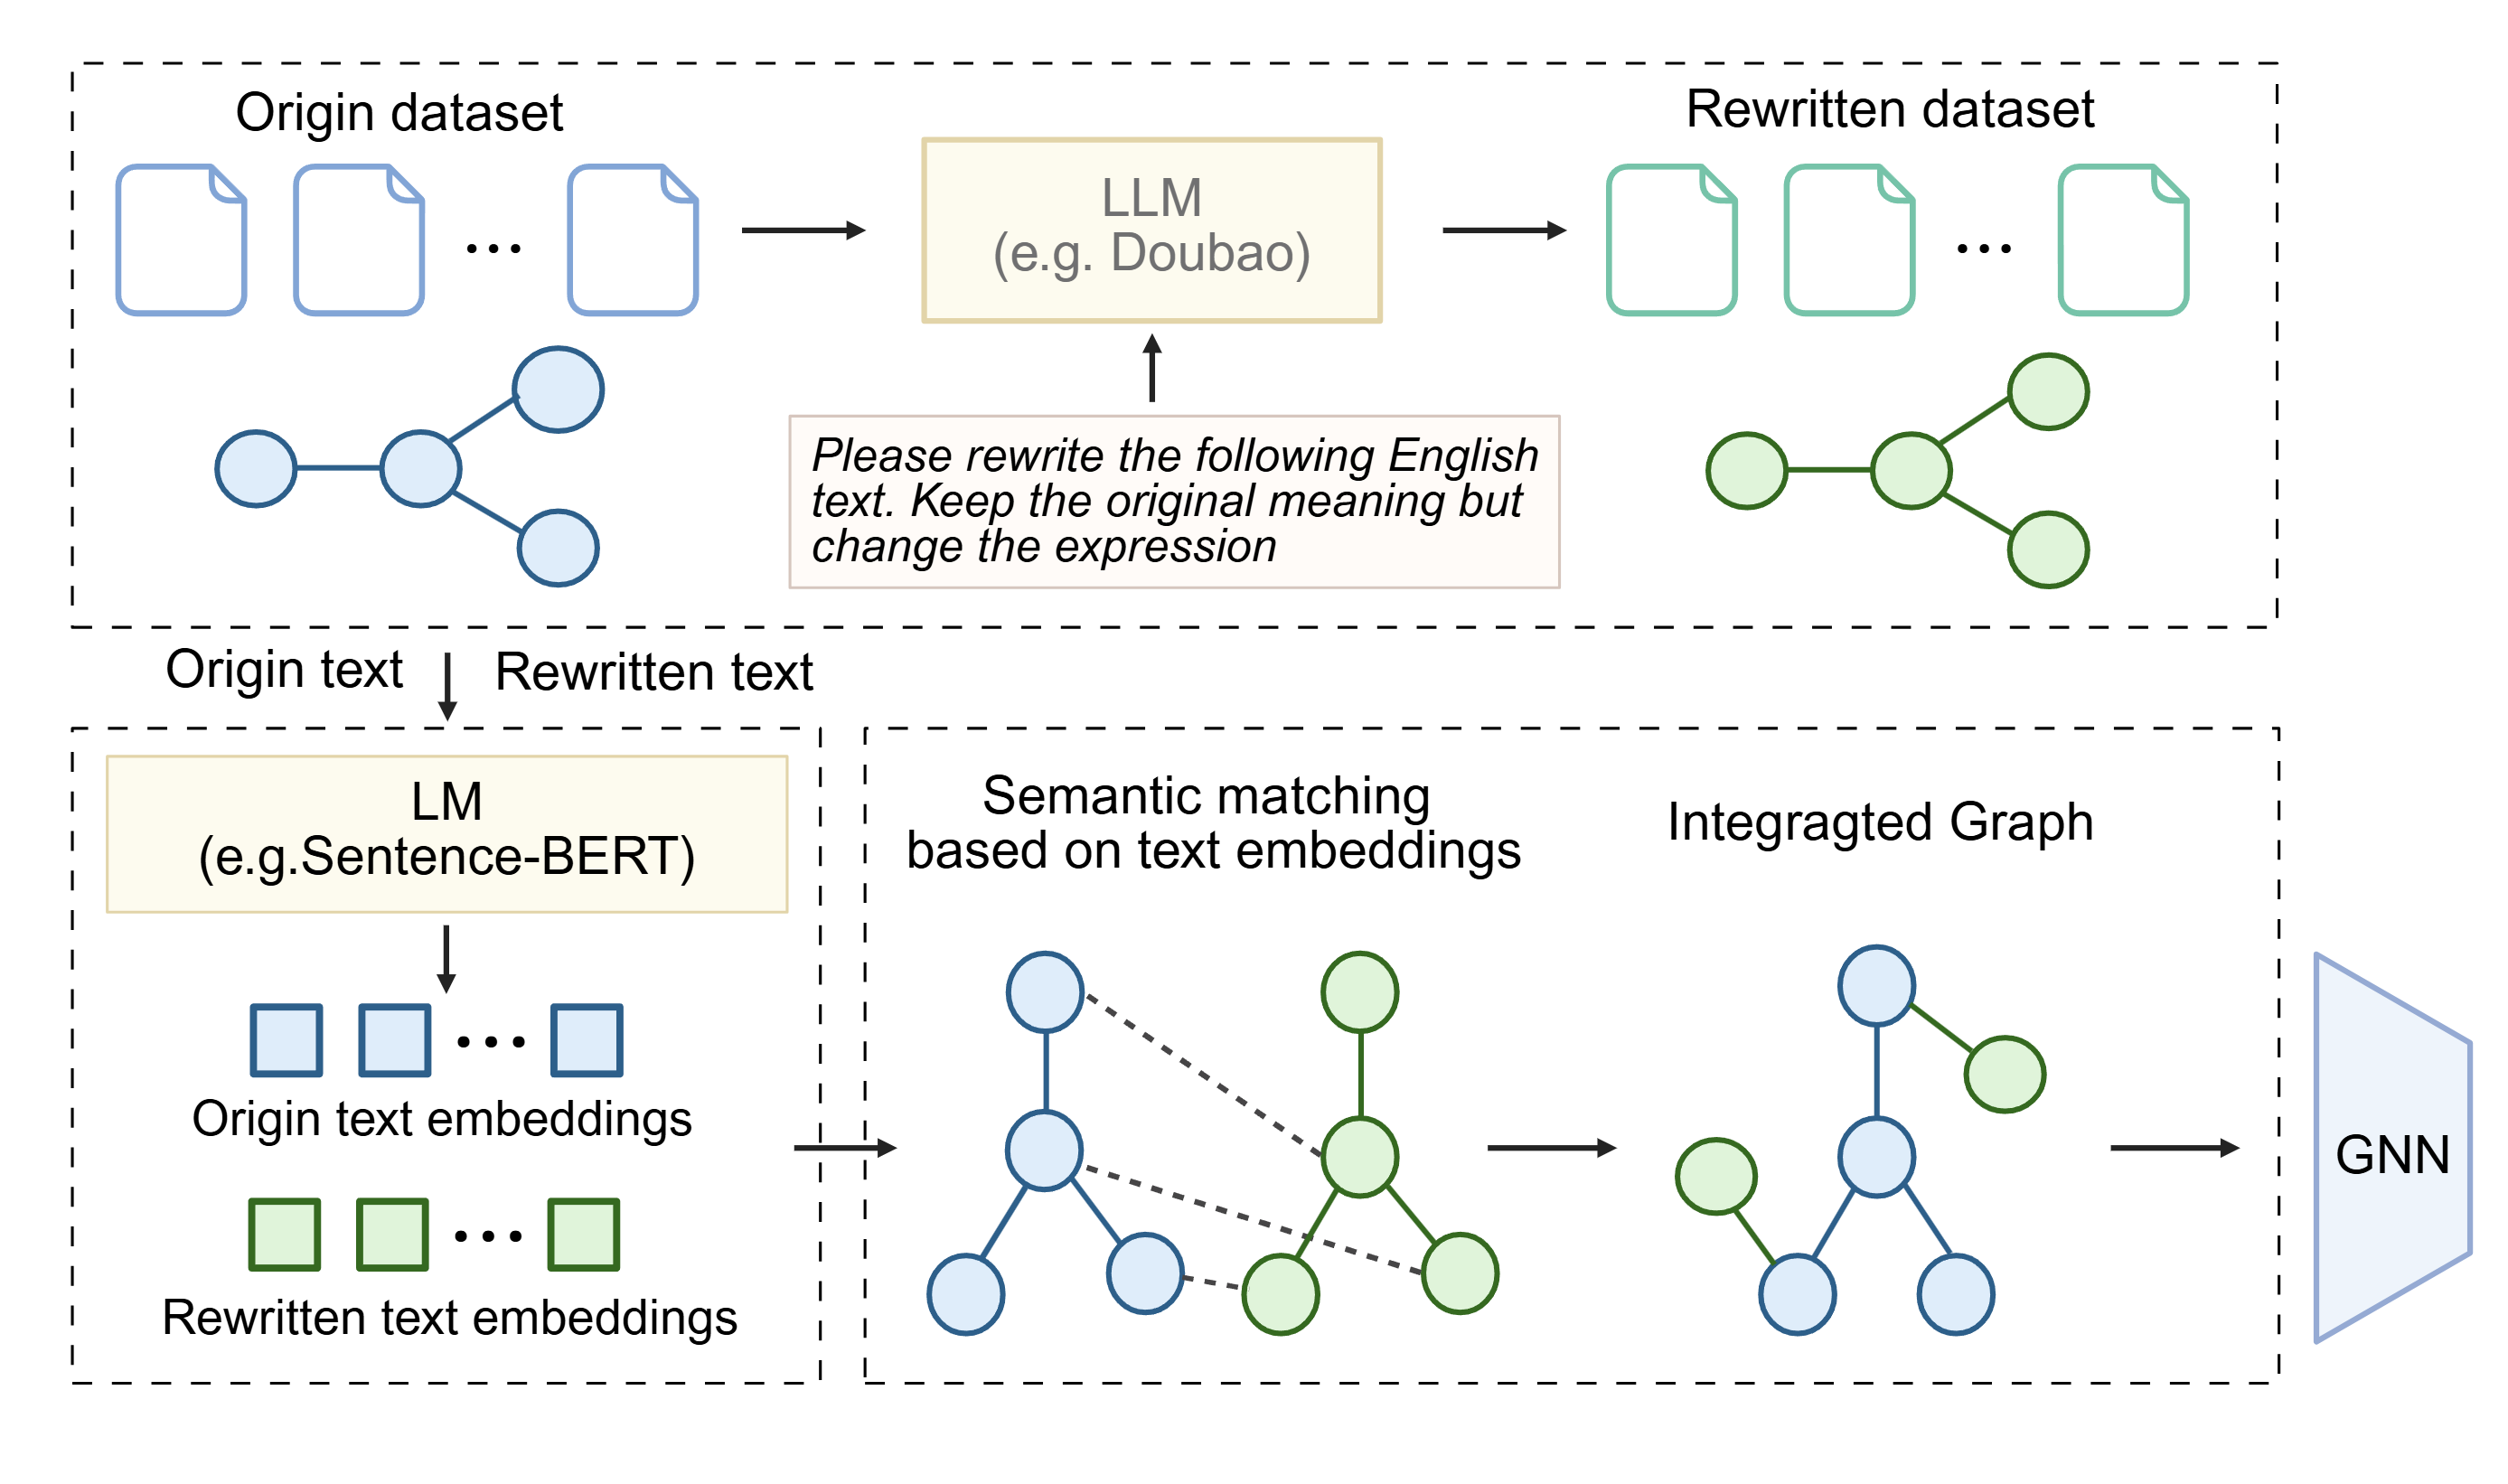 Origin dataset
Rewritten dataset
LLM
(e.g. Doubao)
Please rewrite the following English
text. Keep the original meaning but
change the expression
Origin text
Rewritten text
LM
(e.g.Sentence-BERT)
Origin text embeddings
Rewritten text embeddings
Semantic matching
based on text embeddings
Integragted Graph
GNN